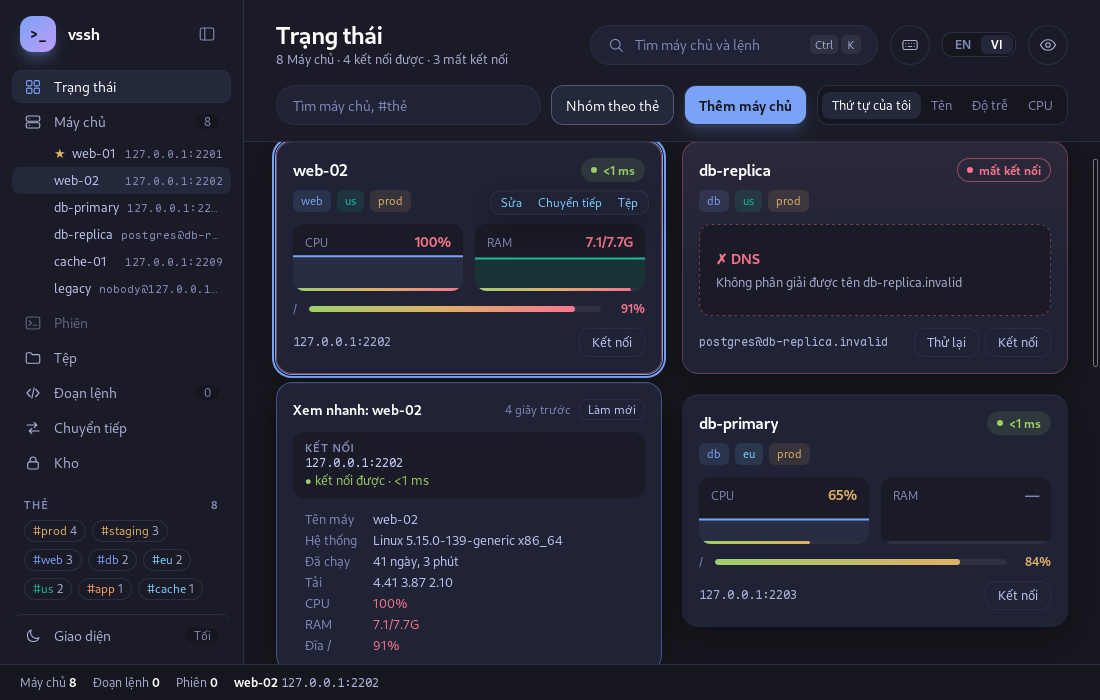 >_ vssh
Trạng thái
Máy chủ 8
★ web-01 127.0.0.1:2201
web-02 127.0.0.1:2202
db-primary 127.0.0.1:22…
db-replica postgres@db-r…
cache-01 127.0.0.1:2209
legacy nobody@127.0.0.1…
Phiên
Tệp
Đoạn lệnh 0
Chuyển tiếp
Kho
THẺ 8
#prod 4 #staging 3
#web 3 #db 2 #eu 2
#us 2 #app 1 #cache 1
Giao diện Tối
Trạng thái
8 Máy chủ · 4 kết nối được · 3 mất kết nối
Tìm máy chủ và lệnh Ctrl K
EN VI
Tìm máy chủ, #thẻ
Nhóm theo thẻ
Thêm máy chủ
Thứ tự của tôi Tên Độ trễ CPU
web-02 • <1 ms
web us prod
Sửa Chuyển tiếp Tệp
CPU 100%
RAM 7.1/7.7G
/ 91%
127.0.0.1:2202 Kết nối
db-replica • mất kết nối
db us prod
✗ DNS
Không phân giải được tên db-replica.invalid
postgres@db-replica.invalid Thử lại Kết nối
Xem nhanh: web-02 4 giây trước Làm mới
KẾT NỐI
127.0.0.1:2202
• kết nối được · <1 ms
Tên máy web-02
Hệ thống Linux 5.15.0-139-generic x86_64
Đã chạy 41 ngày, 3 phút
Tải 4.41 3.87 2.10
CPU 100%
RAM 7.1/7.7G
Đĩa / 91%
db-primary • <1 ms
db eu prod
CPU 65%
RAM —
/ 84%
127.0.0.1:2203 Kết nối
Máy chủ 8 Đoạn lệnh 0 Phiên 0 web-02 127.0.0.1:2202